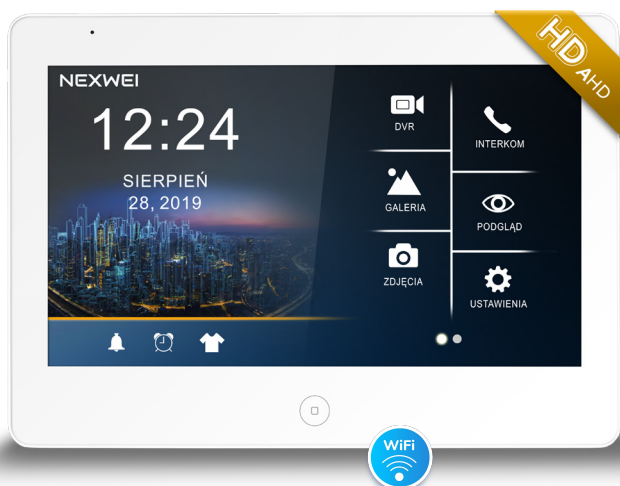 HD
AHD
NEXWEI
12:24
SIERPIEŃ
28, 2019
DVR
INTERKOM
GALERIA
PODGLĄD
ZDJĘCIA
USTAWIENIA
WiFi